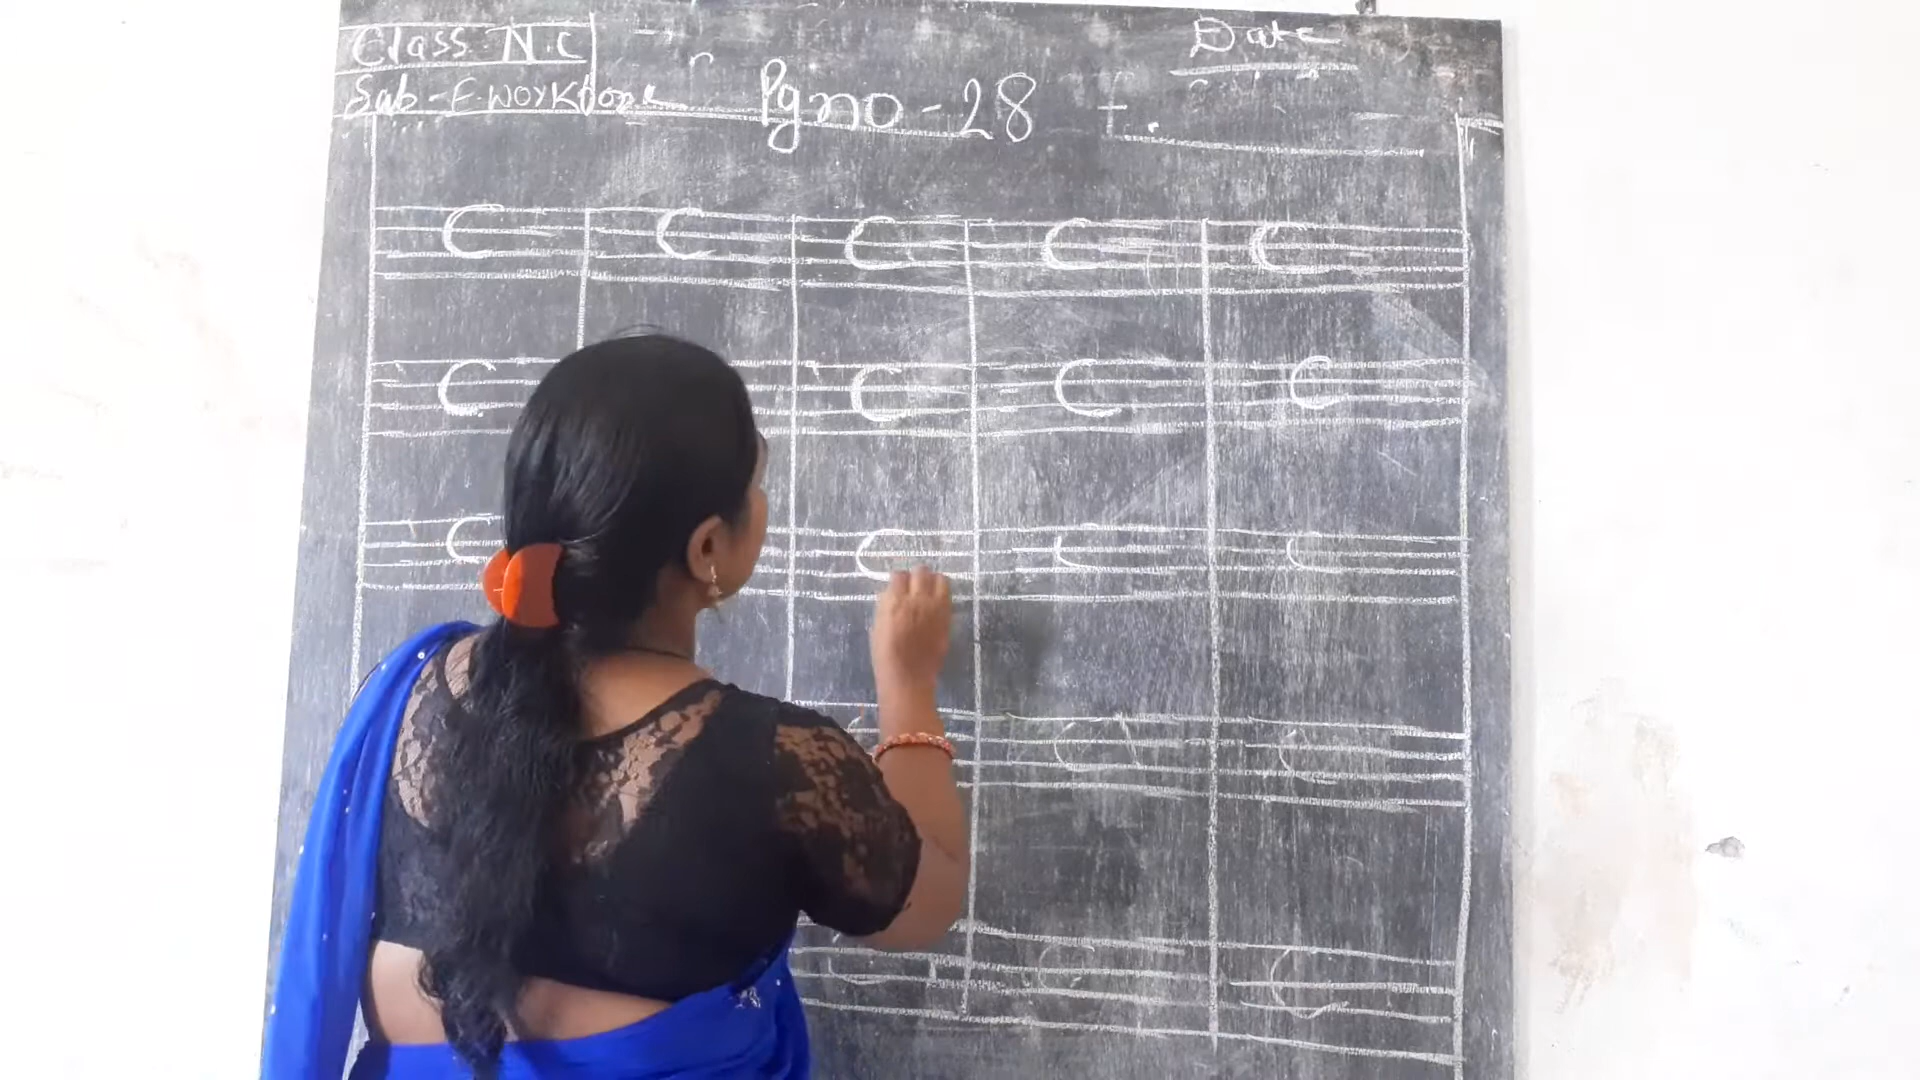 Class N.C
Date
Sub - E.workbook
Pg no - 28
C C C C C
C C C C
C C C C
C C
C C